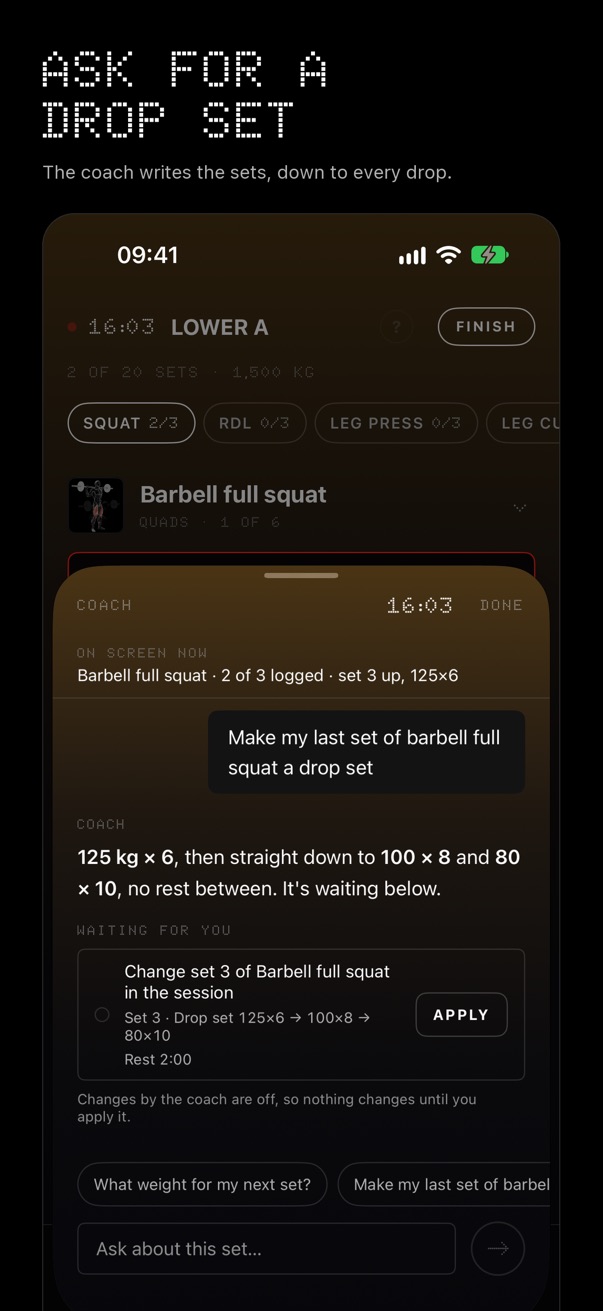 ASK FOR A
DROP SET
The coach writes the sets, down to every drop.
09:41
16:03 LOWER A ? FINISH
2 OF 20 SETS · 1,500 KG
SQUAT 2/3 RDL 0/3 LEG PRESS 0/3 LEG CU
Barbell full squat
QUADS · 1 OF 6
COACH 16:03 DONE
ON SCREEN NOW
Barbell full squat · 2 of 3 logged · set 3 up, 125×6
Make my last set of barbell full
squat a drop set
COACH
125 kg × 6, then straight down to 100 × 8 and 80
× 10, no rest between. It's waiting below.
WAITING FOR YOU
Change set 3 of Barbell full squat
in the session
Set 3 · Drop set 125×6 → 100×8 →
80×10
Rest 2:00
APPLY
Changes by the coach are off, so nothing changes until you
apply it.
What weight for my next set? Make my last set of barbel
Ask about this set...